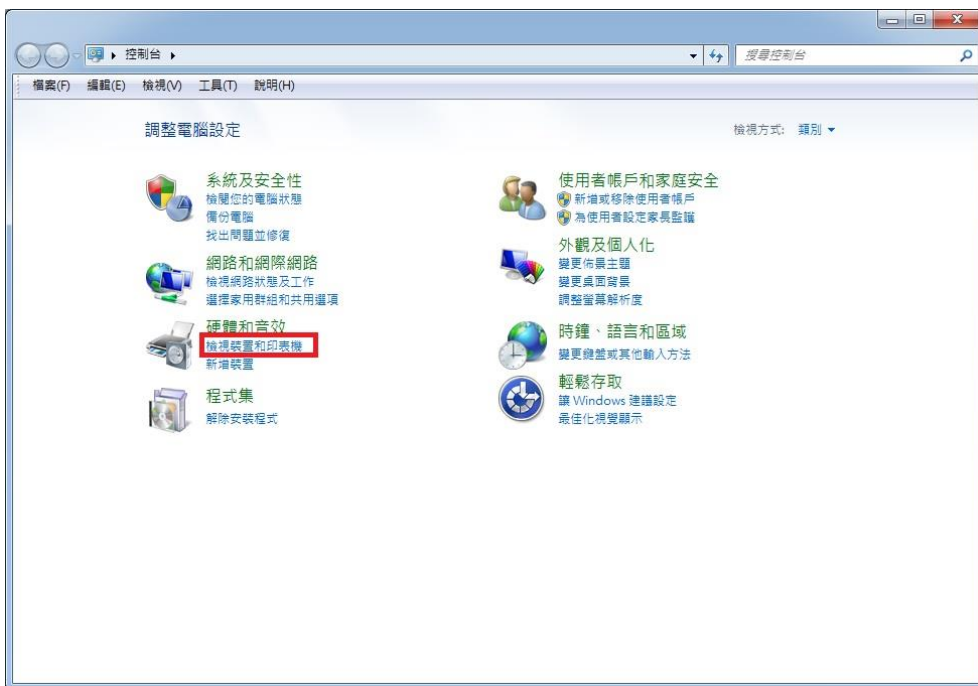 控制台
搜尋控制台
檔案(F) 編輯(E) 檢視(V) 工具(T) 說明(H)
調整電腦設定
檢視方式: 類別
系統及安全性
檢閱您的電腦狀態
備份電腦
找出問題並修復
網路和網際網路
檢視網路狀態及工作
選擇家用群組和共用選項
硬體和音效
檢視裝置和印表機
新增裝置
程式集
解除安裝程式
使用者帳戶和家庭安全
新增或移除使用者帳戶
為使用者設定家長監護
外觀及個人化
變更佈景主題
變更桌面背景
調整螢幕解析度
時鐘、語言和區域
變更鍵盤或其他輸入方法
輕鬆存取
讓 Windows 建議設定
最佳化視覺顯示